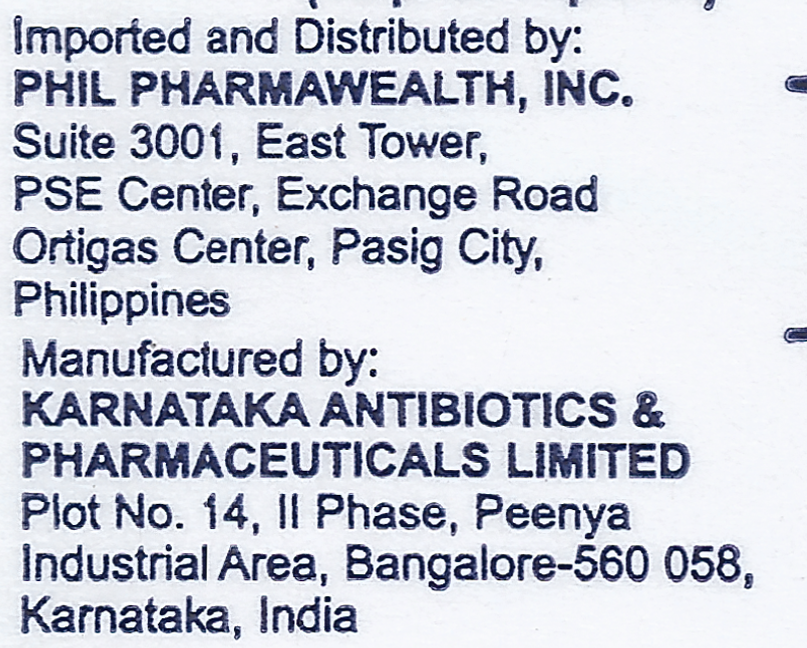 Imported and Distributed by:
PHIL PHARMAWEALTH, INC.
Suite 3001, East Tower,
PSE Center, Exchange Road
Ortigas Center, Pasig City,
Philippines
Manufactured by:
KARNATAKA ANTIBIOTICS &
PHARMACEUTICALS LIMITED
Plot No. 14, II Phase, Peenya
Industrial Area, Bangalore-560 058,
Karnataka, India